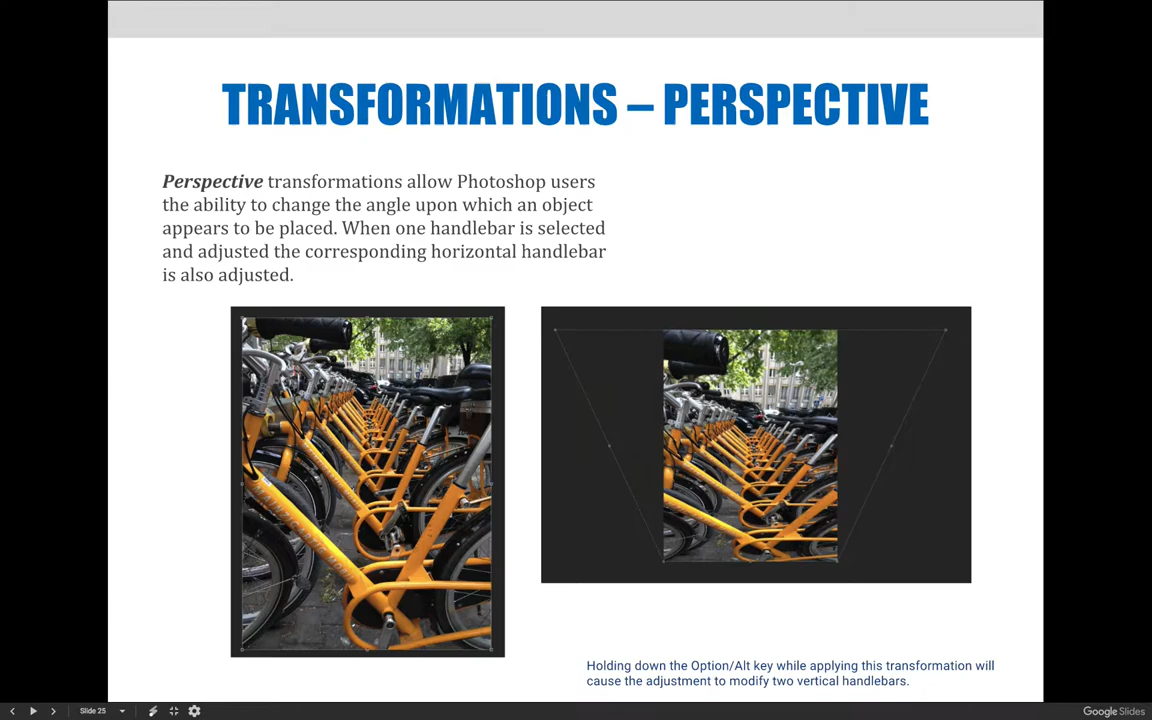 TRANSFORMATIONS – PERSPECTIVE
Perspective transformations allow Photoshop users
the ability to change the angle upon which an object
appears to be placed. When one handlebar is selected
and adjusted the corresponding horizontal handlebar
is also adjusted.
Holding down the Option/Alt key while applying this transformation will
cause the adjustment to modify two vertical handlebars.
Slide 25
Google Slides